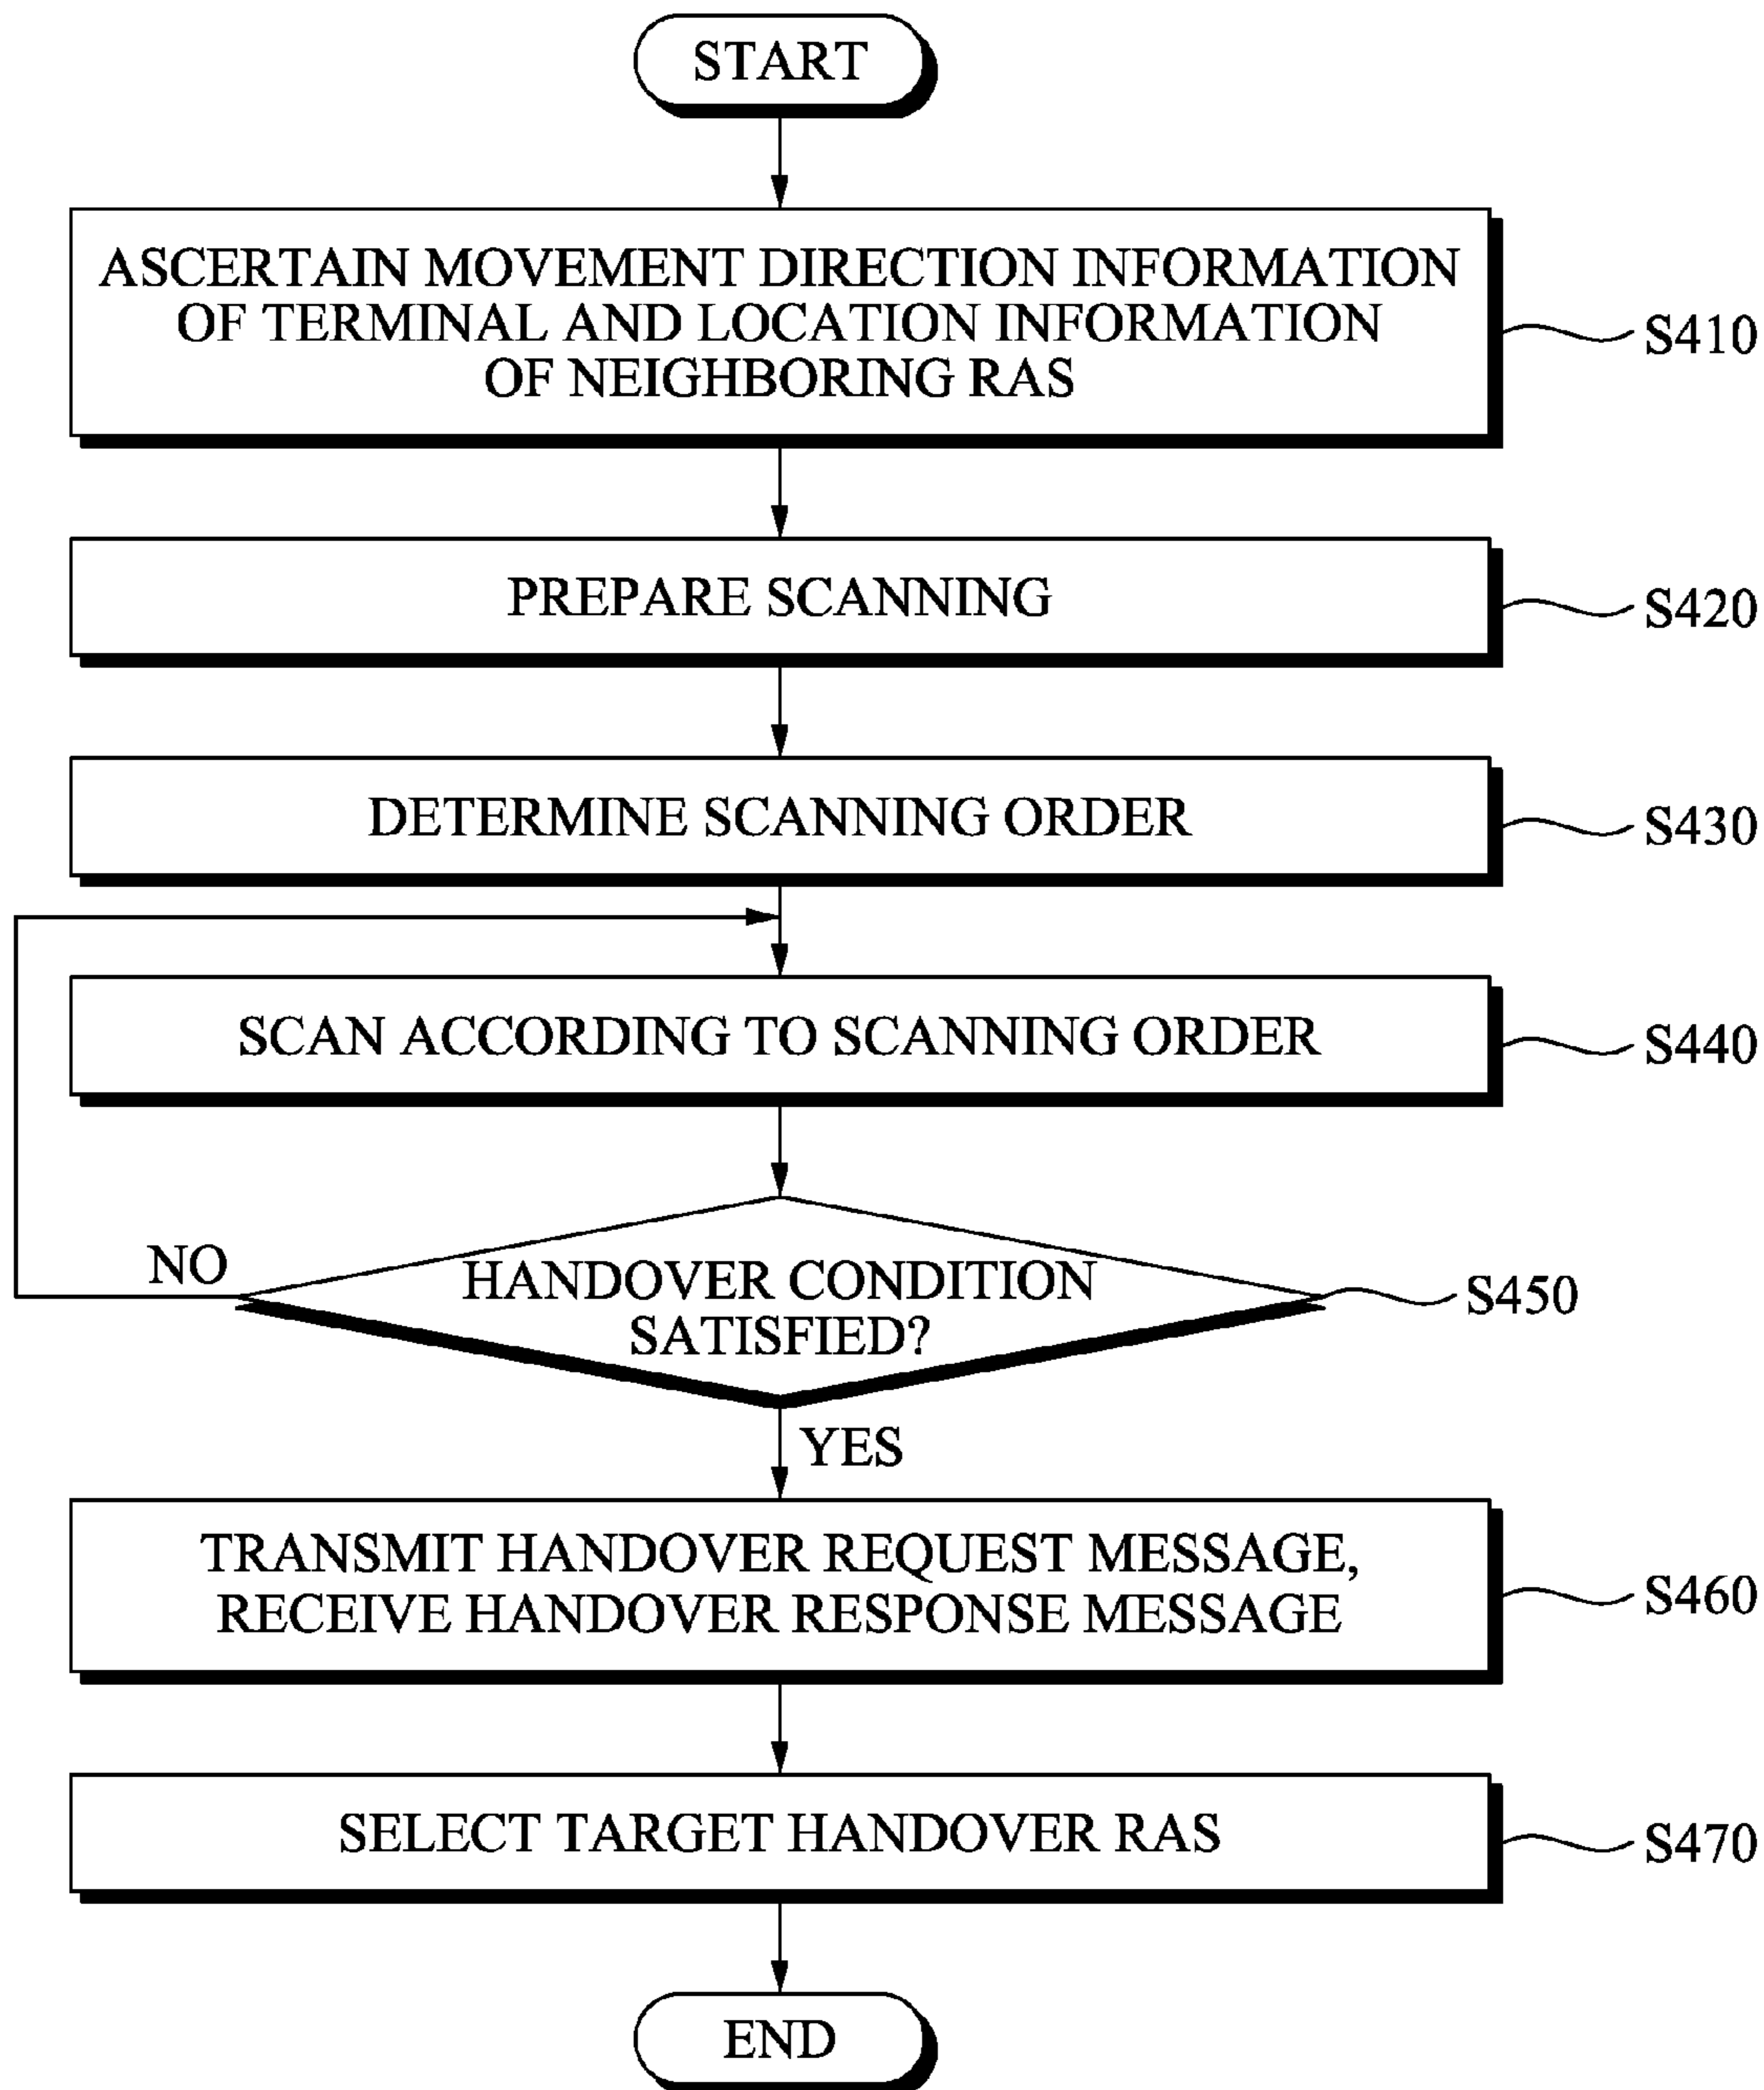 START
ASCERTAIN MOVEMENT DIRECTION INFORMATION
OF TERMINAL AND LOCATION INFORMATION
OF NEIGHBORING RAS
S410
PREPARE SCANNING
S420
DETERMINE SCANNING ORDER
S430
SCAN ACCORDING TO SCANNING ORDER
S440
NO
HANDOVER CONDITION
SATISFIED?
S450
YES
TRANSMIT HANDOVER REQUEST MESSAGE,
RECEIVE HANDOVER RESPONSE MESSAGE
S460
SELECT TARGET HANDOVER RAS
S470
END